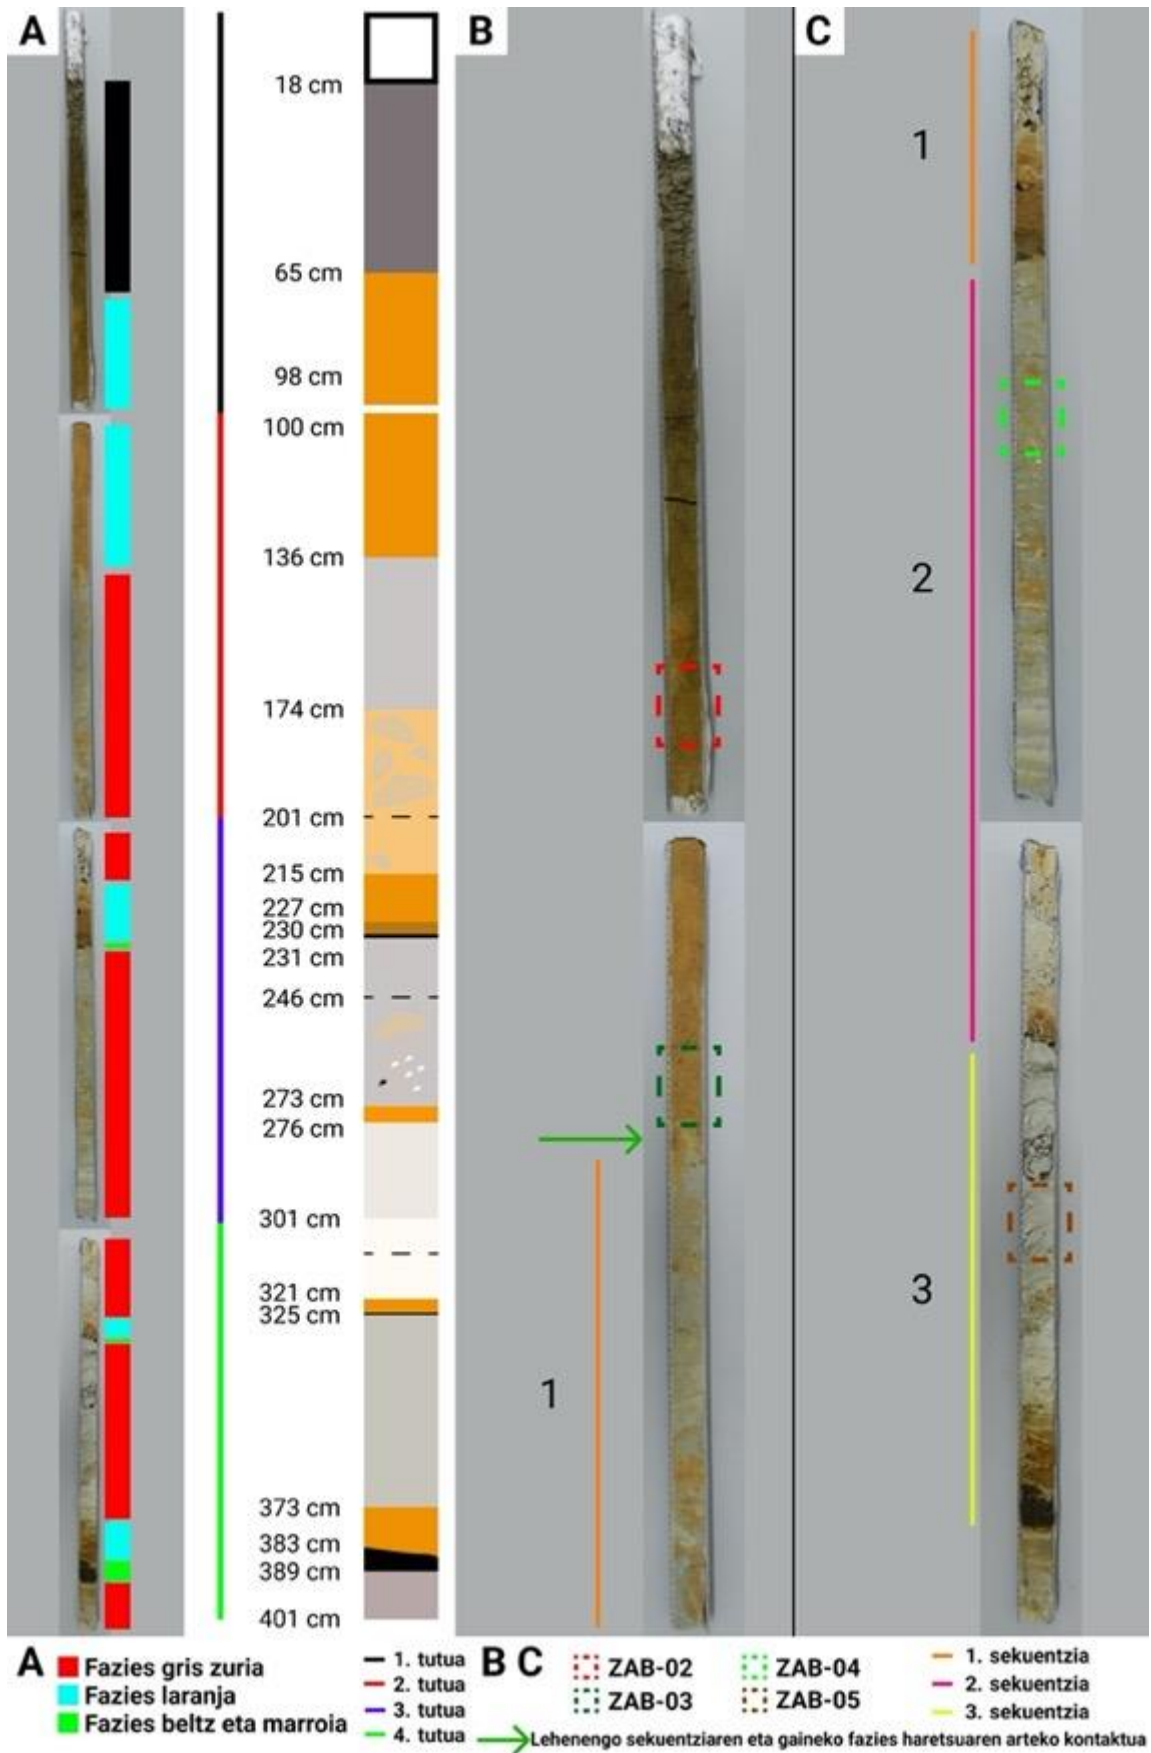 A
B
C
18 cm
65 cm
98 cm
100 cm
136 cm
174 cm
201 cm
215 cm
227 cm
230 cm
231 cm
246 cm
273 cm
276 cm
301 cm
321 cm
325 cm
373 cm
383 cm
389 cm
401 cm
1
1
2
3
A
Fazies gris zuria
Fazies laranja
Fazies beltz eta marroia
1. tutua
2. tutua
3. tutua
4. tutua
B C
ZAB-02
ZAB-03
ZAB-04
ZAB-05
1. sekuentzia
2. sekuentzia
3. sekuentzia
Lehenengo sekuentziaren eta gaineko fazies haretsuaren arteko kontaktua